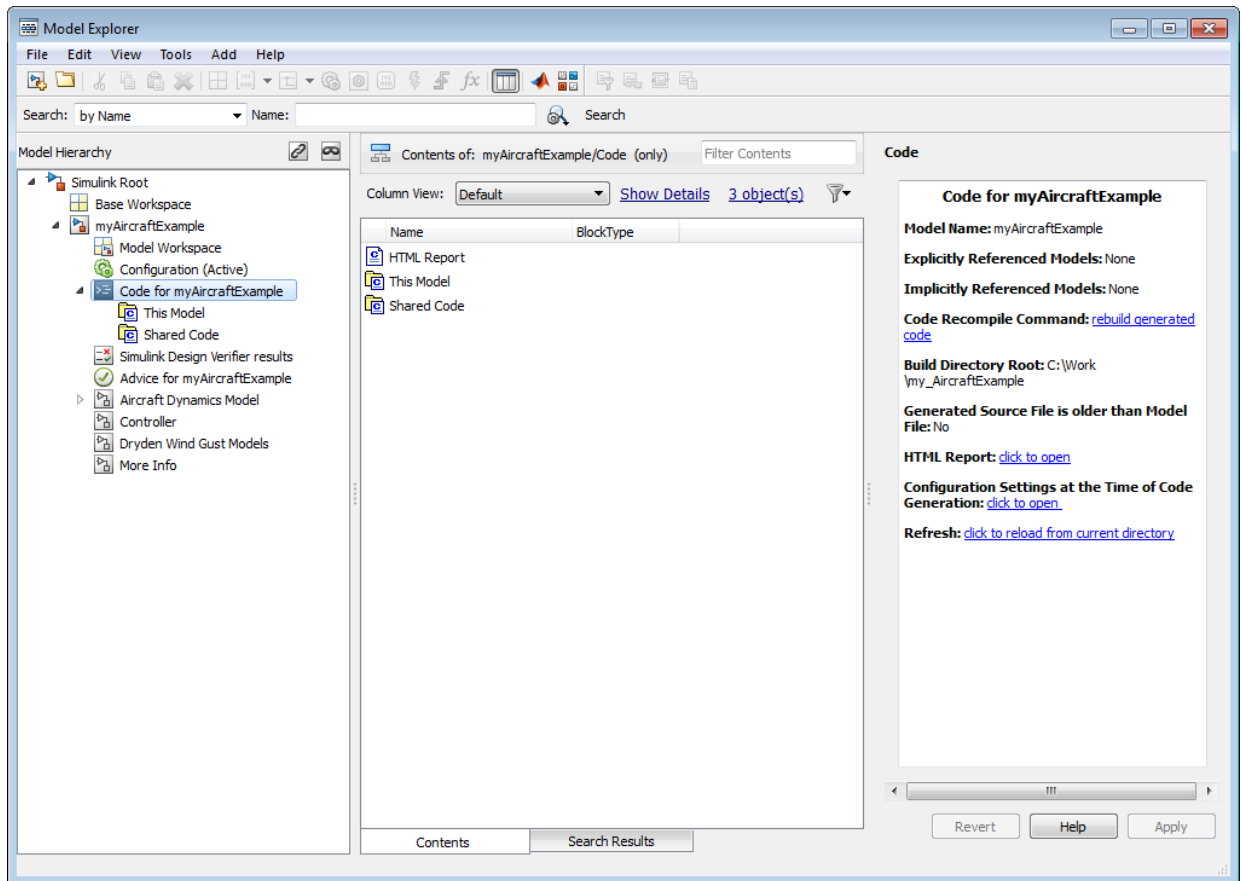 Model Explorer
File Edit View Tools Add Help
fx
Search: by Name Name: Search
Model Hierarchy
Simulink Root
Base Workspace
myAircraftExample
Model Workspace
Configuration (Active)
Code for myAircraftExample
This Model
Shared Code
Simulink Design Verifier results
Advice for myAircraftExample
Aircraft Dynamics Model
Controller
Dryden Wind Gust Models
More Info
Contents of: myAircraftExample/Code (only) Filter Contents
Column View: Default Show Details 3 object(s)
Name BlockType
HTML Report
This Model
Shared Code
Contents Search Results
Code
Code for myAircraftExample
Model Name: myAircraftExample
Explicitly Referenced Models: None
Implicitly Referenced Models: None
Code Recompile Command: rebuild generated
code
Build Directory Root: C:\Work
\my_AircraftExample
Generated Source File is older than Model
File: No
HTML Report: click to open
Configuration Settings at the Time of Code
Generation: click to open
Refresh: click to reload from current directory
Revert Help Apply